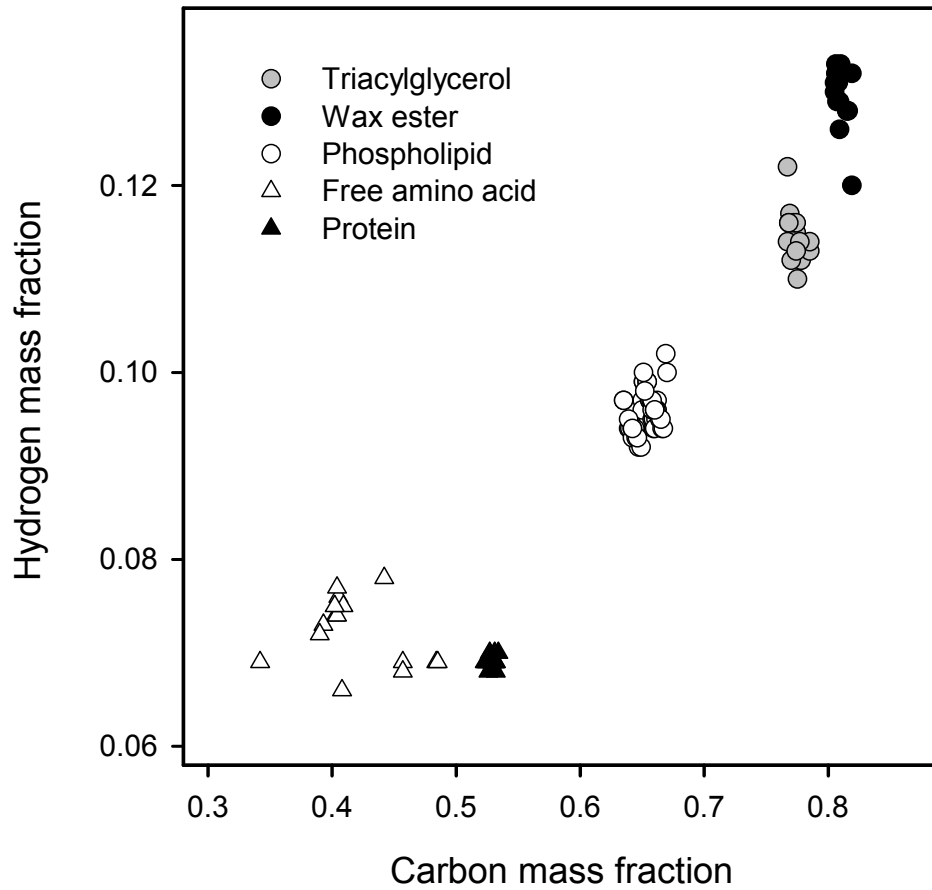 Triacylglycerol
Wax ester
Phospholipid
Free amino acid
Protein
Hydrogen mass fraction
0.12
0.10
0.08
0.06
0.3 0.4 0.5 0.6 0.7 0.8
Carbon mass fraction